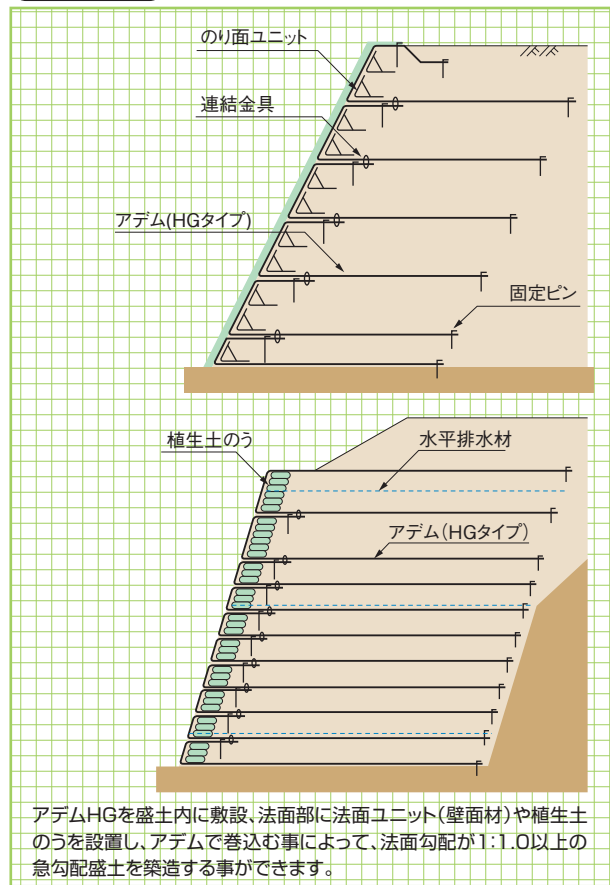 のり面ユニット
連結金具
アデム(HGタイプ)
固定ピン
植生土のう
水平排水材
アデム(HGタイプ)
アデムHGを盛土内に敷設、法面部に法面ユニット(壁面材)や植生土
のうを設置し、アデムで巻込む事によって、法面勾配が1:1.0以上の
急勾配盛土を築造する事ができます。